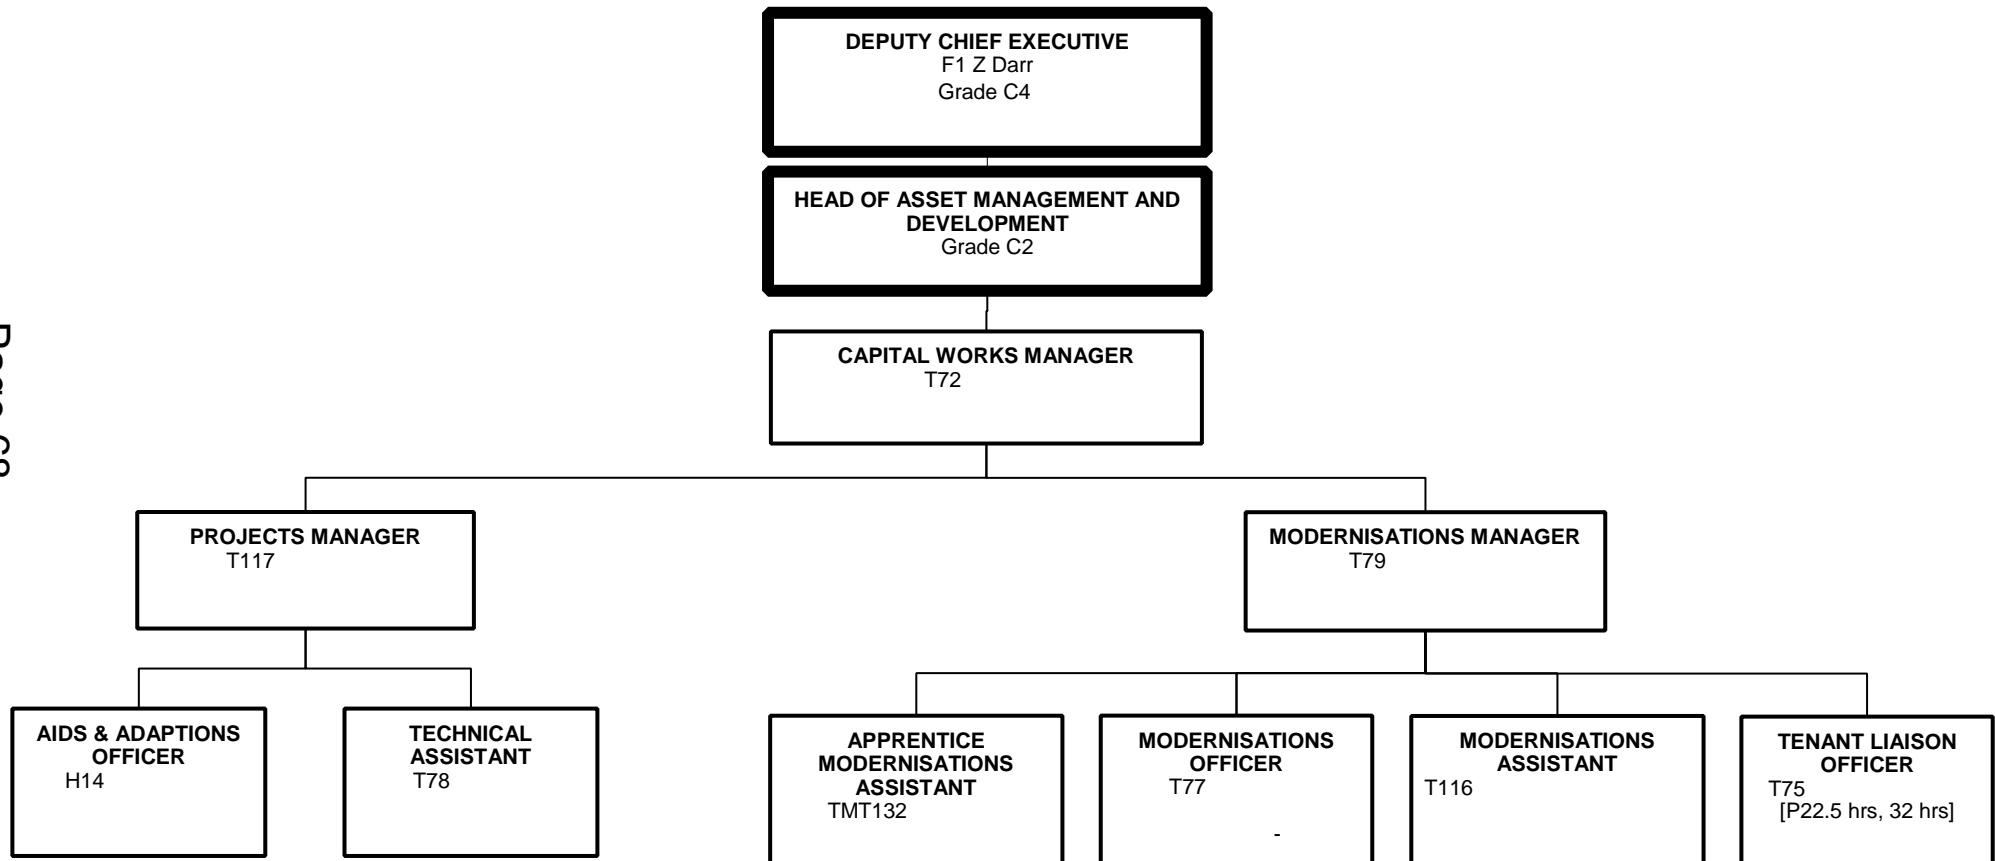 DEPUTY CHIEF EXECUTIVE
F1 Z Darr
Grade C4
HEAD OF ASSET MANAGEMENT AND
DEVELOPMENT
Grade C2
CAPITAL WORKS MANAGER
T72
PROJECTS MANAGER
T117
MODERNISATIONS MANAGER
T79
AIDS & ADAPTIONS
OFFICER
H14
TECHNICAL
ASSISTANT
T78
APPRENTICE
MODERNISATIONS
ASSISTANT
TMT132
MODERNISATIONS
OFFICER
T77
-
MODERNISATIONS
ASSISTANT
T116
TENANT LIAISON
OFFICER
T75
[P22.5 hrs, 32 hrs]